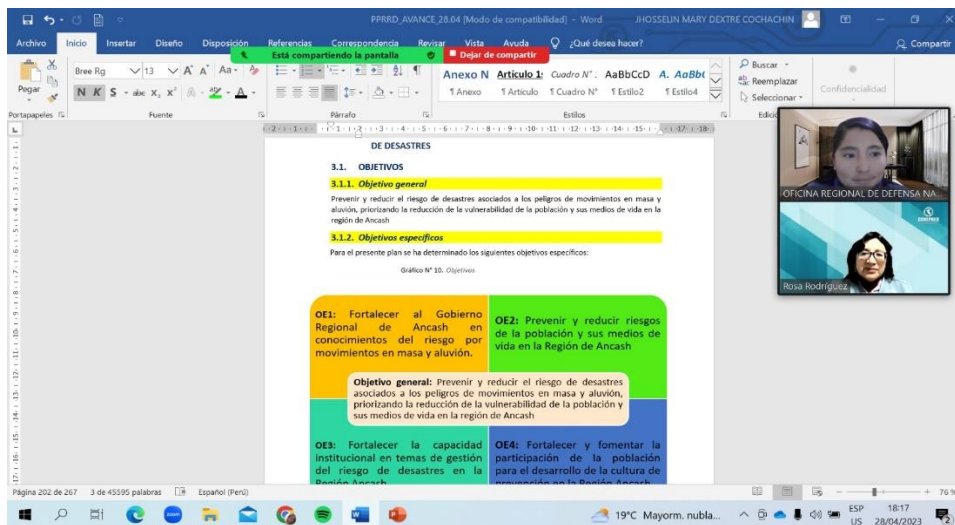 PPRRD_AVANCE_28.04 [Modo de compatibilidad] - Word
JHOSSELIN MARY DEXTRE COCHACHIN
Archivo Inicio Insertar Diseño Disposición Referencias Correspondencia Revisar Vista Ayuda ¿Qué desea hacer? Compartir
Está compartiendo la pantalla Dejar de compartir
Pegar
Bree Rg 13
N K S abc X₂ X²
Anexo N Artículo 1: Cuadro N°. AaBbCcD A. AaBb(
¶ Anexo ¶ Artículo ¶ Cuadro N° ¶ Estilo2 ¶ Estilo4
Buscar
Reemplazar
Seleccionar
Confidencialidad
Portapapeles Fuente Párrafo Estilos
DE DESASTRES
3.1. OBJETIVOS
3.1.1. Objetivo general
Prevenir y reducir el riesgo de desastres asociados a los peligros de movimientos en masa y
aluvión, priorizando la reducción de la vulnerabilidad de la población y sus medios de vida en la
región de Ancash
3.1.2. Objetivos específicos
Para el presente plan se ha determinado los siguientes objetivos específicos:
Gráfico N° 10. Objetivos
OE1: Fortalecer al Gobierno
Regional de Ancash en
conocimientos del riesgo por
movimientos en masa y aluvión.
OE2: Prevenir y reducir riesgos
de la población y sus medios de
vida en la Región de Ancash
Objetivo general: Prevenir y reducir el riesgo de desastres
asociados a los peligros de movimientos en masa y aluvión,
priorizando la reducción de la vulnerabilidad de la población y
sus medios de vida en la región de Ancash
OE3: Fortalecer la capacidad
institucional en temas de gestión
del riesgo de desastres en la
Región Ancash
OE4: Fortalecer y fomentar la
participación de la población
para el desarrollo de la cultura de
prevención en la Región Ancash
OFICINA REGIONAL DE DEFENSA NA...
Rosa Rodríguez
Página 202 de 267 3 de 45595 palabras Español (Perú) 76 %
19°C Mayorm. nubla... ESP 18:17
US 28/04/2023